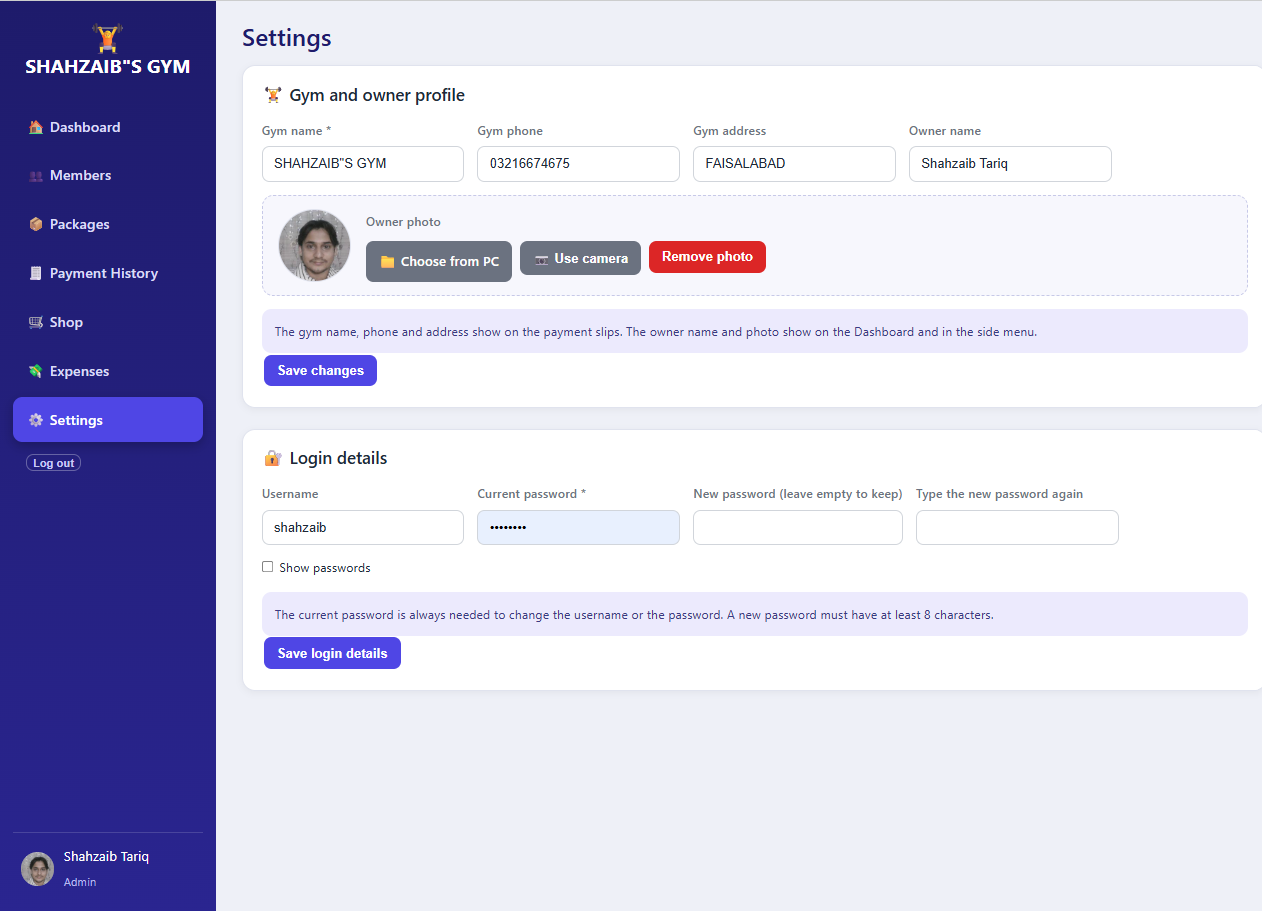 SHAHZAIB"S GYM
Dashboard
Members
Packages
Payment History
Shop
Expenses
Settings
Log out
Shahzaib Tariq
Admin
Settings
Gym and owner profile
Gym name * Gym phone Gym address Owner name
SHAHZAIB"S GYM 03216674675 FAISALABAD Shahzaib Tariq
Owner photo
Choose from PC Use camera Remove photo
The gym name, phone and address show on the payment slips. The owner name and photo show on the Dashboard and in the side menu.
Save changes
Login details
Username Current password * New password (leave empty to keep) Type the new password again
shahzaib ••••••••
Show passwords
The current password is always needed to change the username or the password. A new password must have at least 8 characters.
Save login details